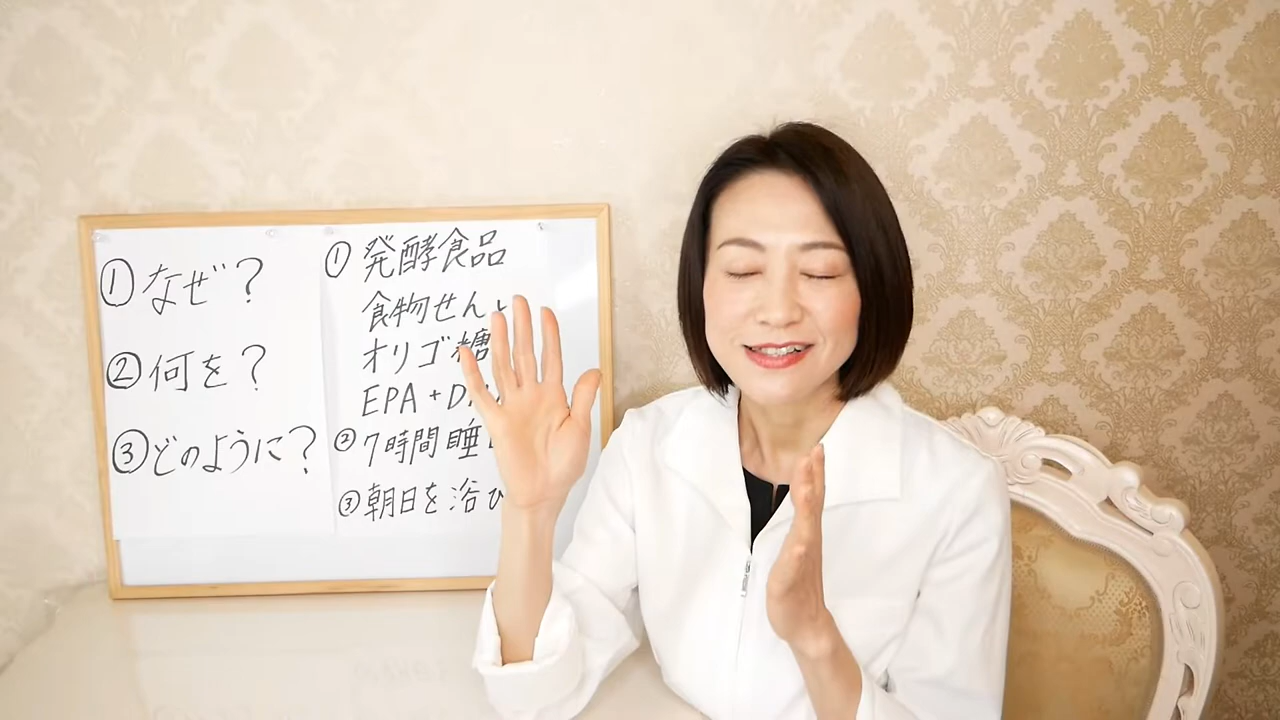 ① なぜ?
② 何を?
③ どのように?
① 発酵食品
食物せん
オリゴ糖
EPA + D
② 7時間睡
③ 朝日を浴び